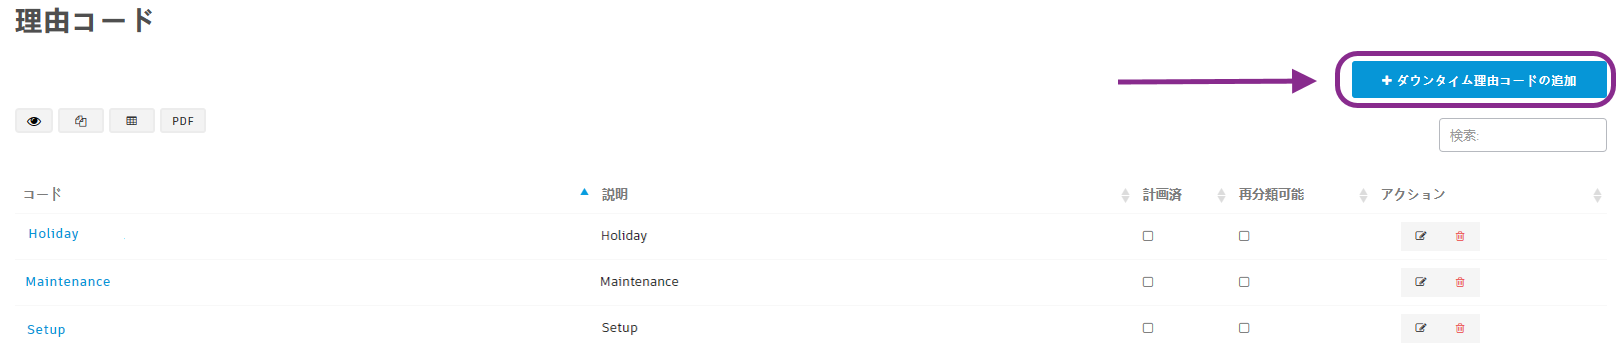 理由コード
+ ダウンタイム理由コードの追加
PDF
検索:
コード 説明 計画済 再分類可能 アクション
Holiday Holiday
Maintenance Maintenance
Setup Setup